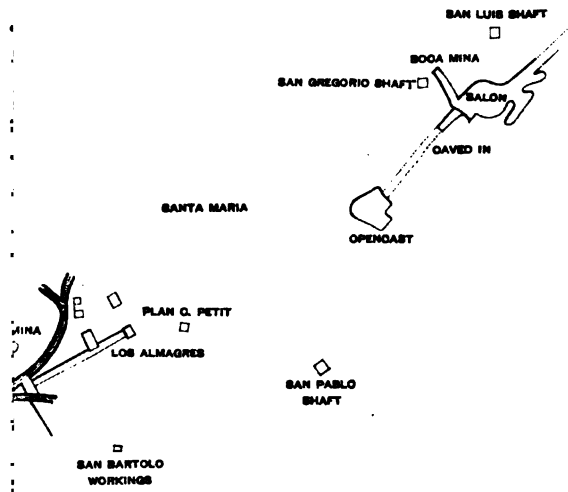 SAN LUIS SHAFT
BOCA MINA
SAN GREGORIO SHAFT
SALON
CAVED IN
SANTA MARIA
OPENCAST
PLAN C. PETIT
MINA
LOS ALMAGRES
SAN PABLO
SHAFT
SAN BARTOLO
WORKINGS